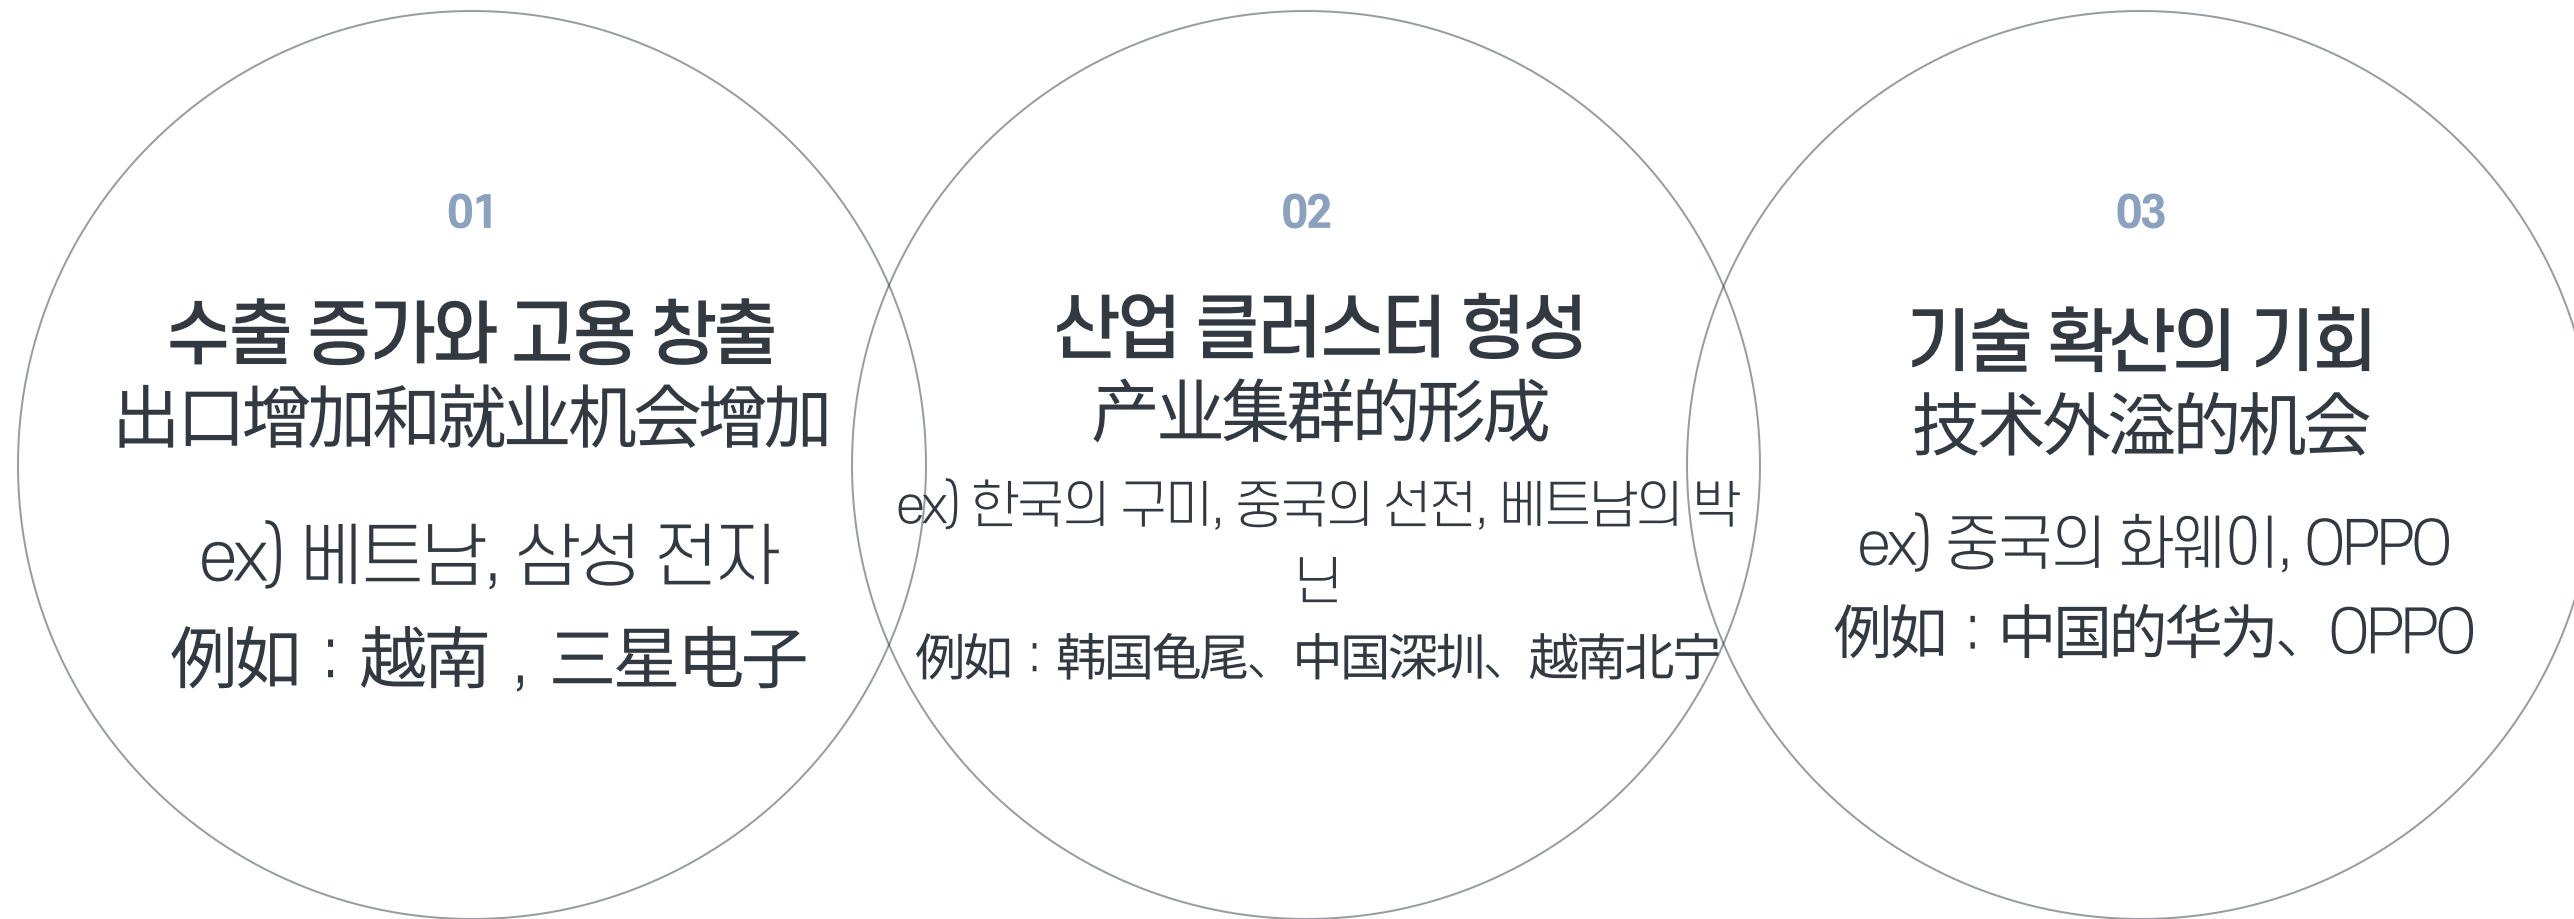 01
수출 증가와 고용 창출
出口增加和就业机会增加
ex) 베트남, 삼성 전자
例如：越南，三星电子
02
산업 클러스터 형성
产业集群的形成
ex) 한국의 구미, 중국의 선전, 베트남의 박
닌
例如：韩国龟尾、中国深圳、越南北宁
03
기술 확산의 기회
技术外溢的机会
ex) 중국의 화웨이, OPPO
例如：中国的华为、OPPO